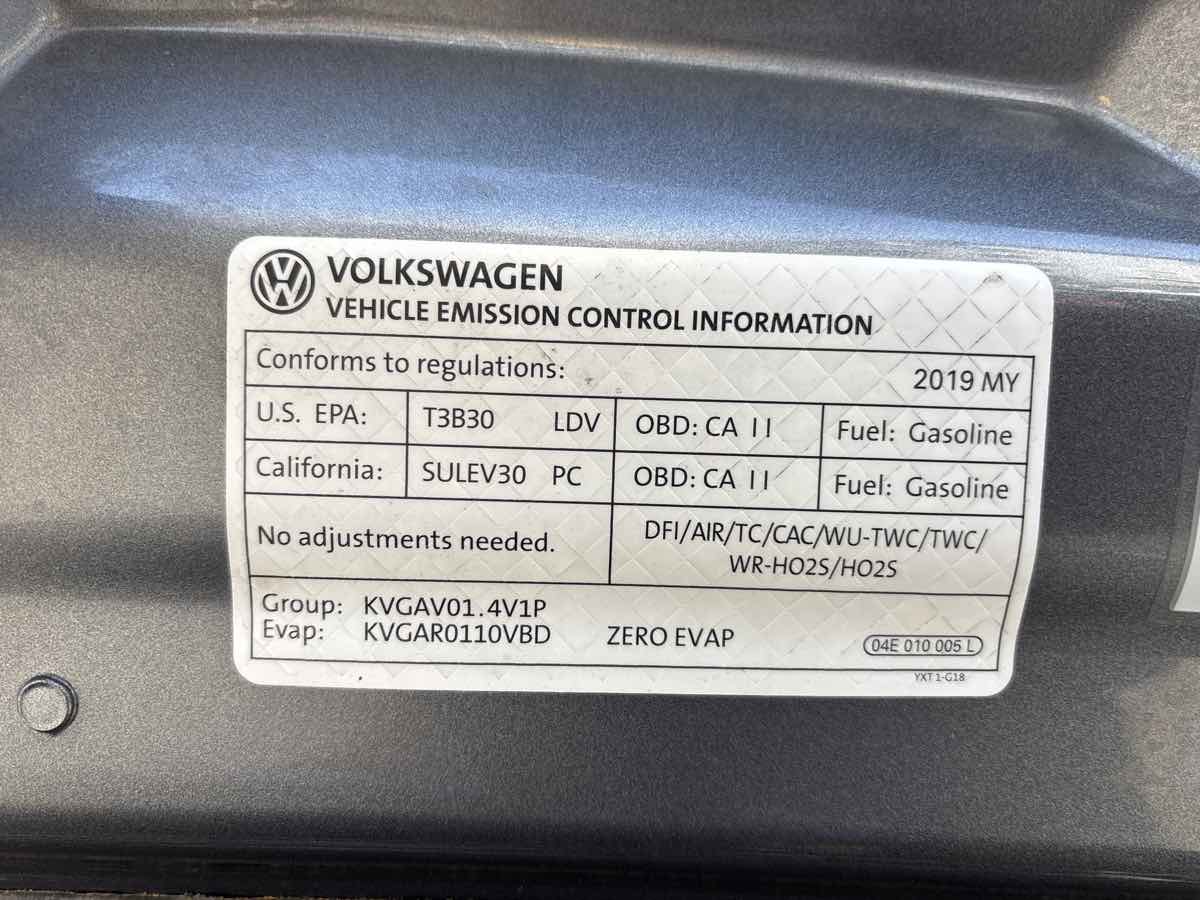 VOLKSWAGEN
VEHICLE EMISSION CONTROL INFORMATION
Conforms to regulations: 2019 MY
U.S. EPA: T3B30 LDV OBD: CA II Fuel: Gasoline
California: SULEV30 PC OBD: CA II Fuel: Gasoline
No adjustments needed. DFI/AIR/TC/CAC/WU-TWC/TWC/
WR-HO2S/HO2S
Group: KVGAV01.4V1P
Evap: KVGAR0110VBD ZERO EVAP 04E 010 005 L
YXT 1-G18